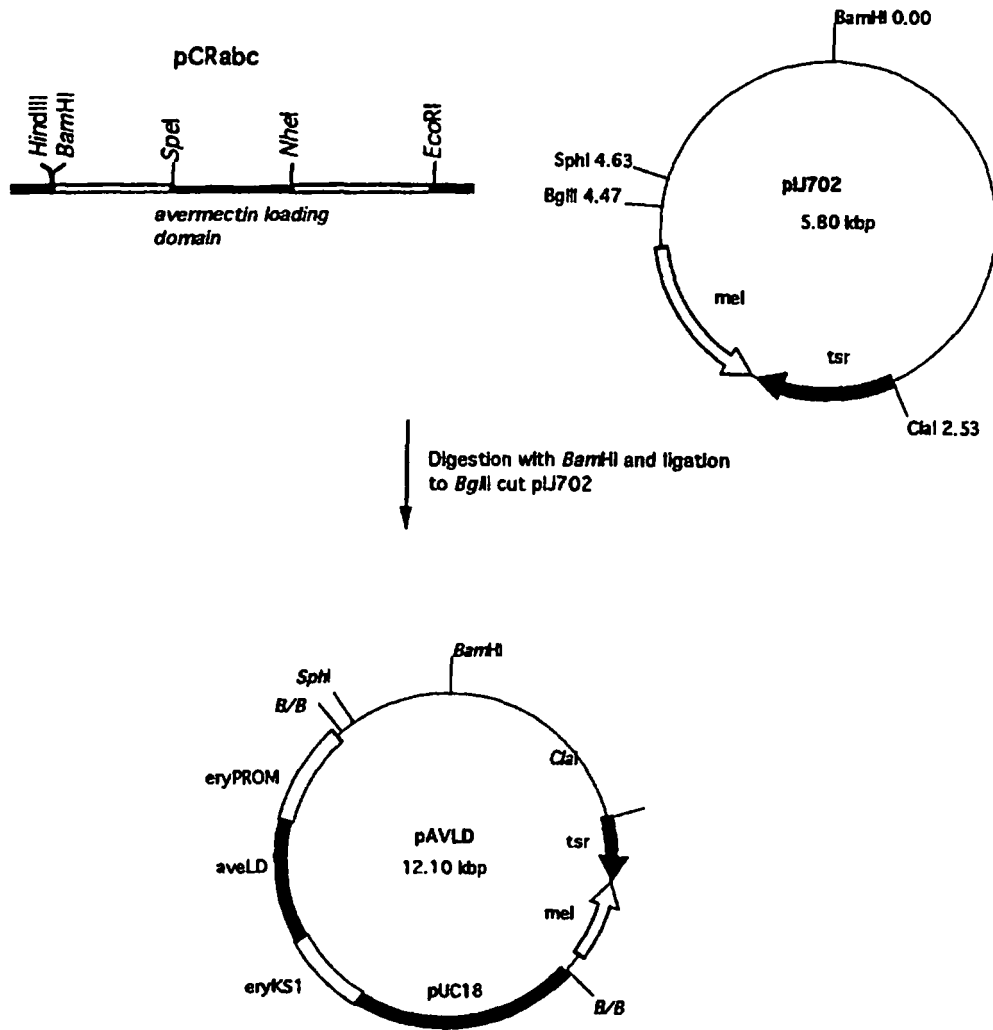 pCRabc
HindIII
BamHI
SpeI
NheI
EcoRI
avermectin loading
domain
BamHI 0.00
SphI 4.63
BglII 4.47
pIJ702
5.80 kbp
mel
tsr
ClaI 2.53
Digestion with BamHI and ligation
to BglII cut pIJ702
BamHI
SphI
B/B
ClaI
eryPROM
pAVLD
12.10 kbp
tsr
aveLD
mel
eryKS1
pUC18
B/B